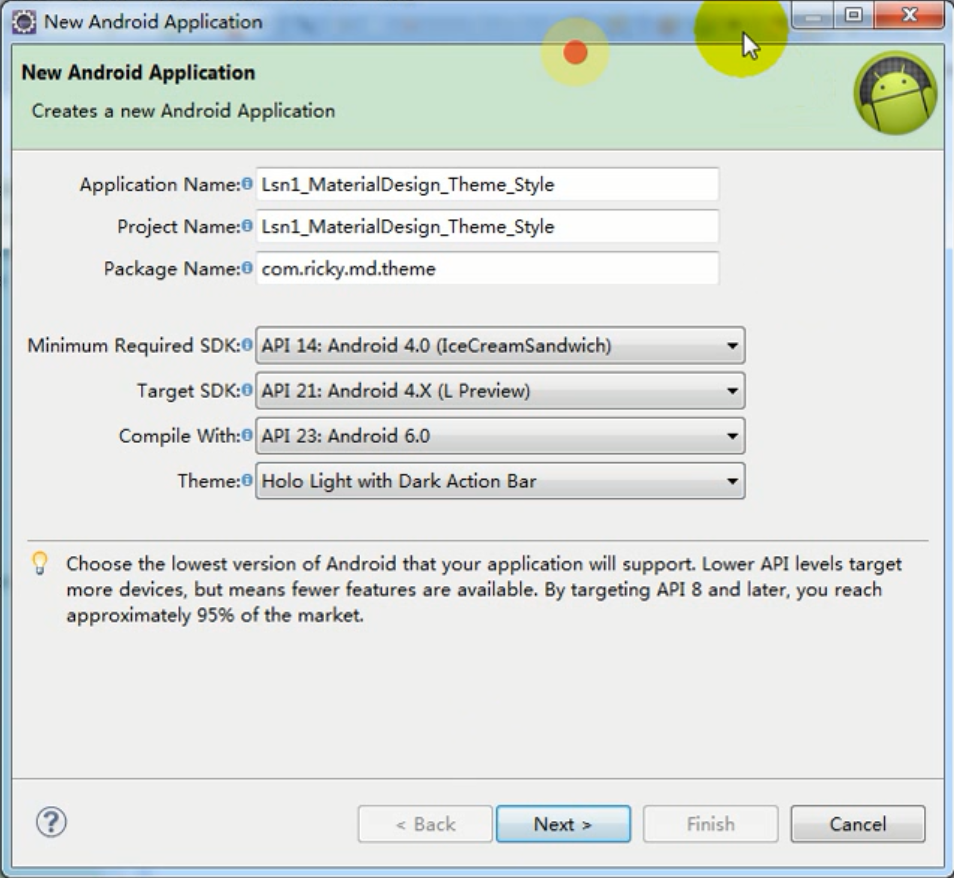 New Android Application
New Android Application
Creates a new Android Application
Application Name: Lsn1_MaterialDesign_Theme_Style
Project Name: Lsn1_MaterialDesign_Theme_Style
Package Name: com.ricky.md.theme
Minimum Required SDK: API 14: Android 4.0 (IceCreamSandwich)
Target SDK: API 21: Android 4.X (L Preview)
Compile With: API 23: Android 6.0
Theme: Holo Light with Dark Action Bar
Choose the lowest version of Android that your application will support. Lower API levels target
more devices, but means fewer features are available. By targeting API 8 and later, you reach
approximately 95% of the market.
? < Back Next > Finish Cancel